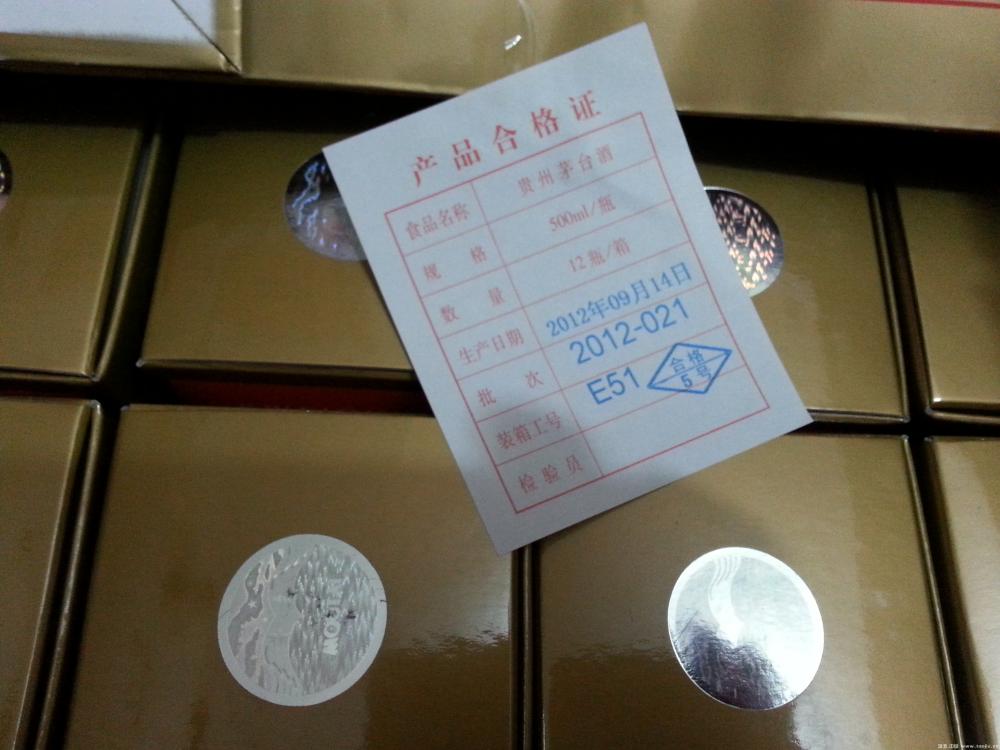 产品合格证
食品名称 贵州茅台酒
规格 500ml/瓶
数量 12瓶/箱
生产日期 2012年09月14日
批次 2012-021
装箱工号 E51
检验员 合格 5号